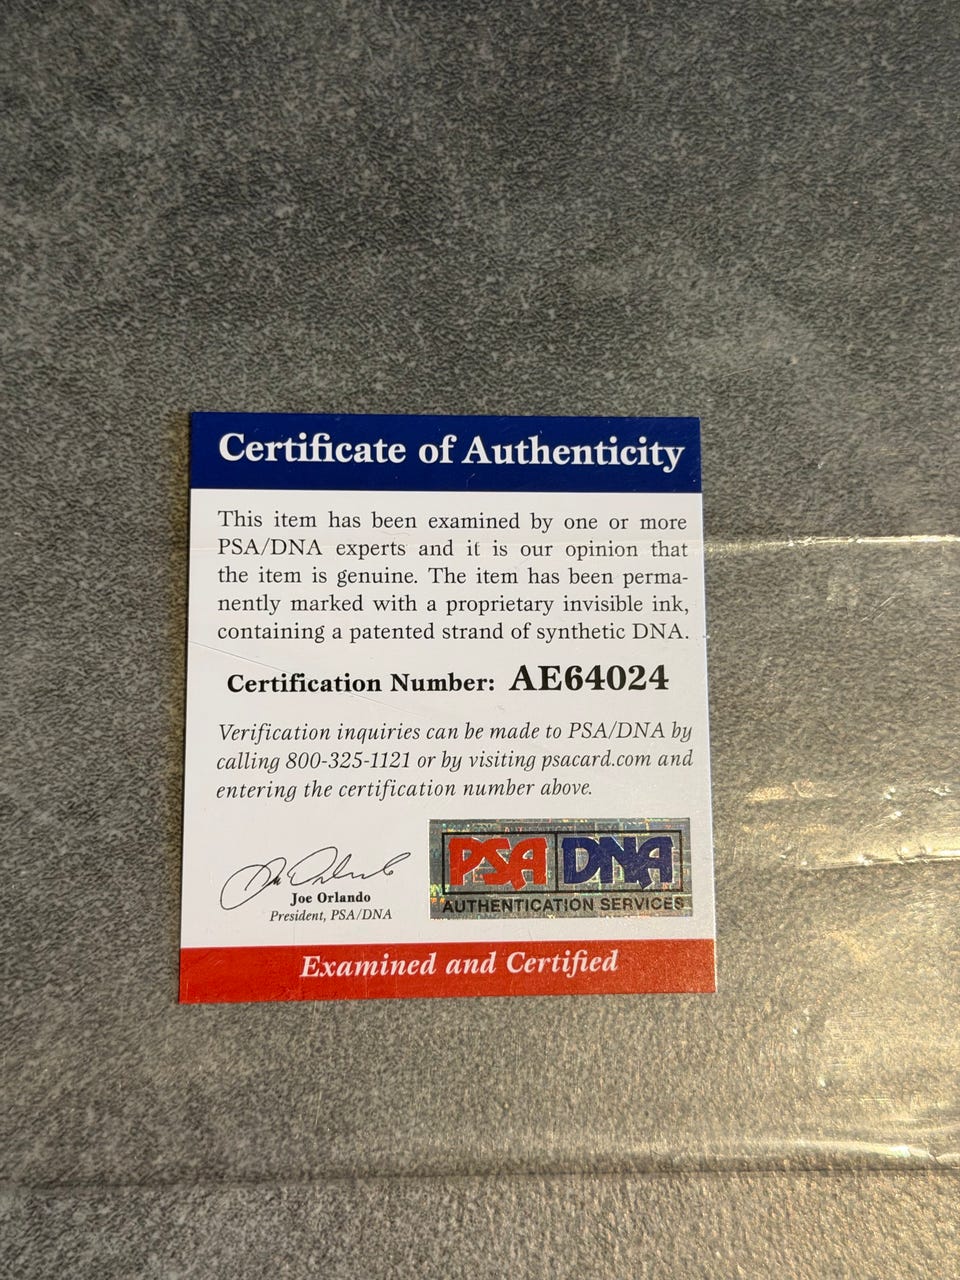 Certificate of Authenticity
This item has been examined by one or more
PSA/DNA experts and it is our opinion that
the item is genuine. The item has been perma-
nently marked with a proprietary invisible ink,
containing a patented strand of synthetic DNA.
Certification Number: AE64024
Verification inquiries can be made to PSA/DNA by
calling 800-325-1121 or by visiting psacard.com and
entering the certification number above.
Joe Orlando
President, PSA/DNA
PSA DNA
AUTHENTICATION SERVICES
Examined and Certified